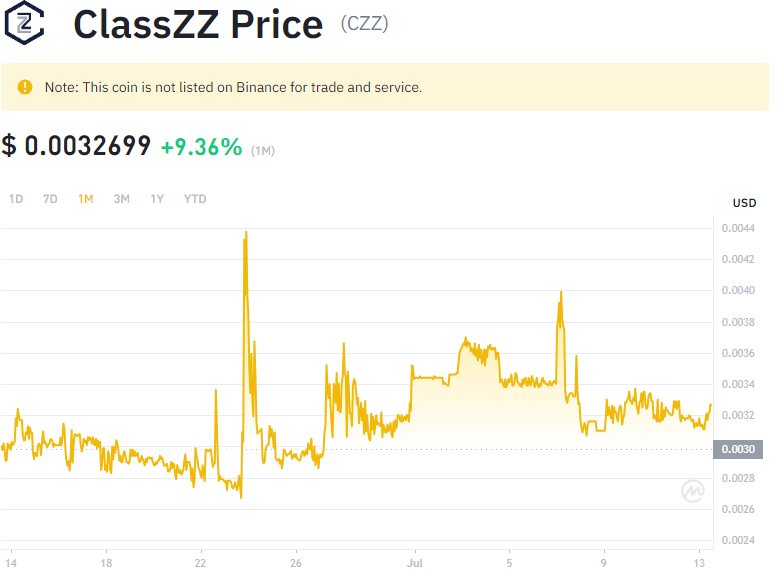 ClassZZ Price (CZZ)
Note: This coin is not listed on Binance for trade and service.
$ 0.0032699 +9.36% (1M)
1D 7D 1M 3M 1Y YTD
USD
0.0044
0.0042
0.0040
0.0038
0.0036
0.0034
0.0032
0.0030
0.0028
0.0026
0.0024
14 18 22 26 Jul 5 9 13